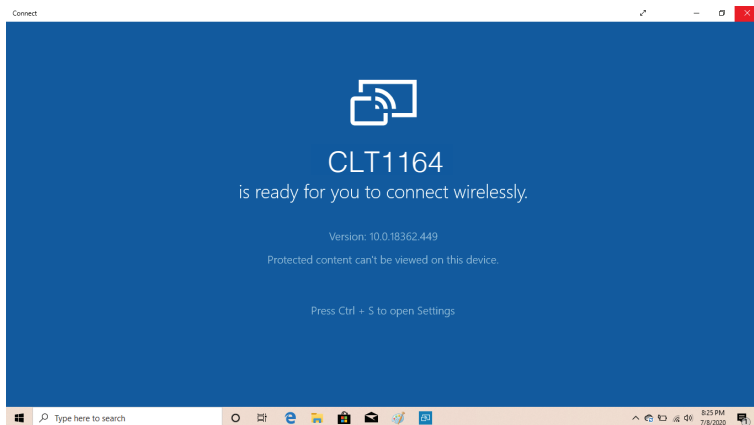 Connect
CLT1164
is ready for you to connect wirelessly.
Version: 10.0.18362.449
Protected content can't be viewed on this device.
Press Ctrl + S to open Settings
Type here to search
8:25 PM
7/8/2020